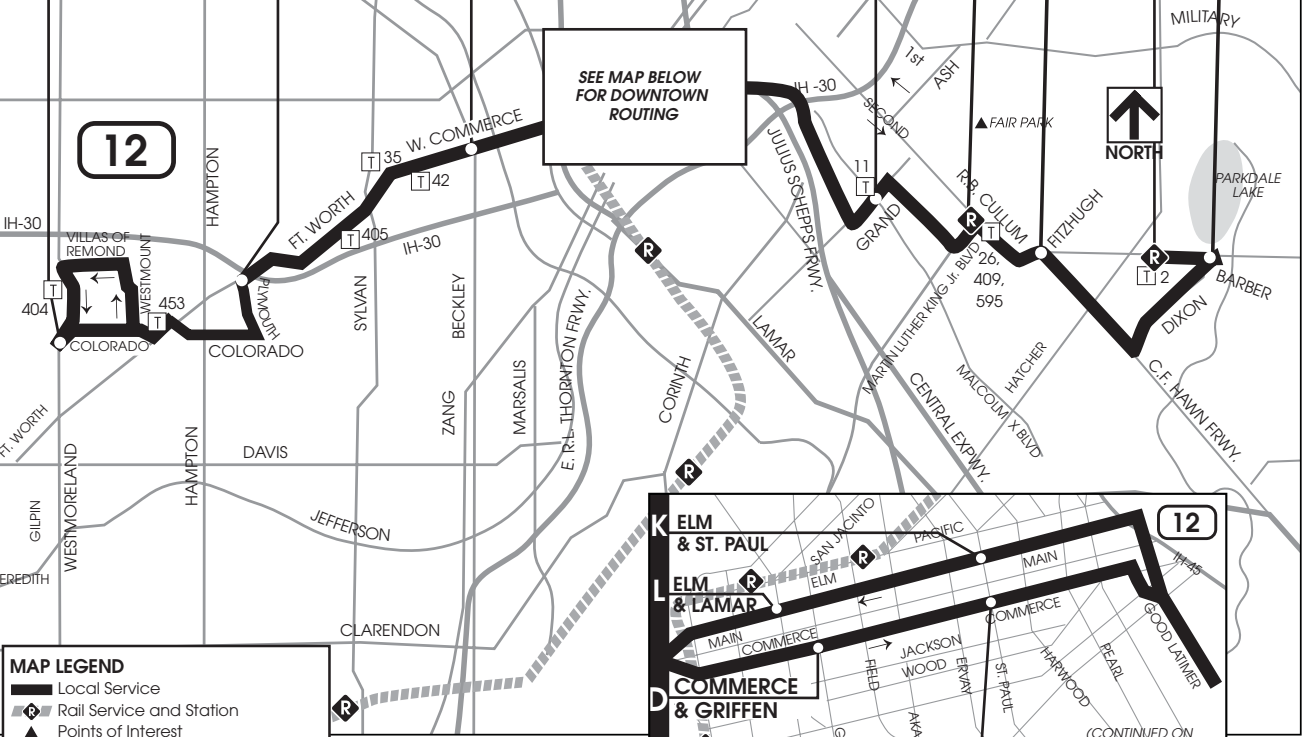 MILITARY
1st
ASH
IH -30
SECOND
SEE MAP BELOW
FOR DOWNTOWN
ROUTING
FAIR PARK
12
W. COMMERCE
NORTH
35
T
42
T
HAMPTON
JULIUS SCHEPPS FRWY.
11
T
R.B. CULLUM
PARKDALE
LAKE
IH-30
VILLAS OF
REMOND
WESTMOUNT
FT. WORTH
405
T
IH-30
GRAND
R
T
FITZHUGH
26,
409,
595
R
T 2
BARBER
R
404
T
453
T
PLYMOUTH
SYLVAN
BECKLEY
DIXON
COLORADO
COLORADO
LAMAR
MARTIN LUTHER KING Jr. BLVD
HATCHER
C.F. HAWN FRWY.
FT. WORTH
ZANG
MARSALIS
E. R.L. THORNTON FRWY.
CORINTH
CENTRAL EXPWY.
MALCOLM X BLVD
DAVIS
HAMPTON
R
GILPIN
WESTMORELAND
JEFFERSON
EREDITH
CLARENDON
R
MAP LEGEND
Local Service
R Rail Service and Station
Points of Interest
K
ELM
& ST. PAUL
SAN JACINTO
PACIFIC
12
R
R
MAIN
IH-45
L
ELM
& LAMAR
ELM
MAIN
COMMERCE
COMMERCE
GOOD LATIMER
JACKSON
WOOD
FIELD
ERVAY
ST. PAUL
HARWOOD
PEARL
D
COMMERCE
& GRIFFEN
AKA
G
(CONTINUED ON